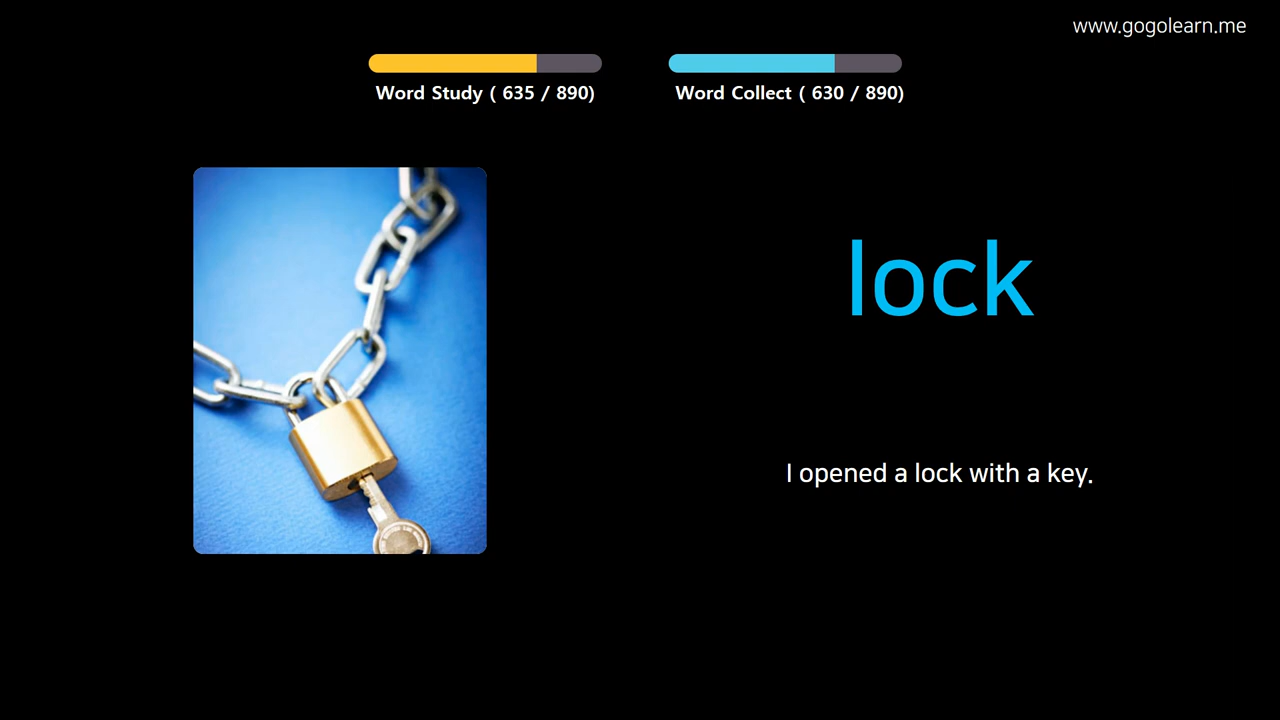 www.gogolearn.me
Word Study ( 635 / 890)
Word Collect ( 630 / 890)
lock
I opened a lock with a key.